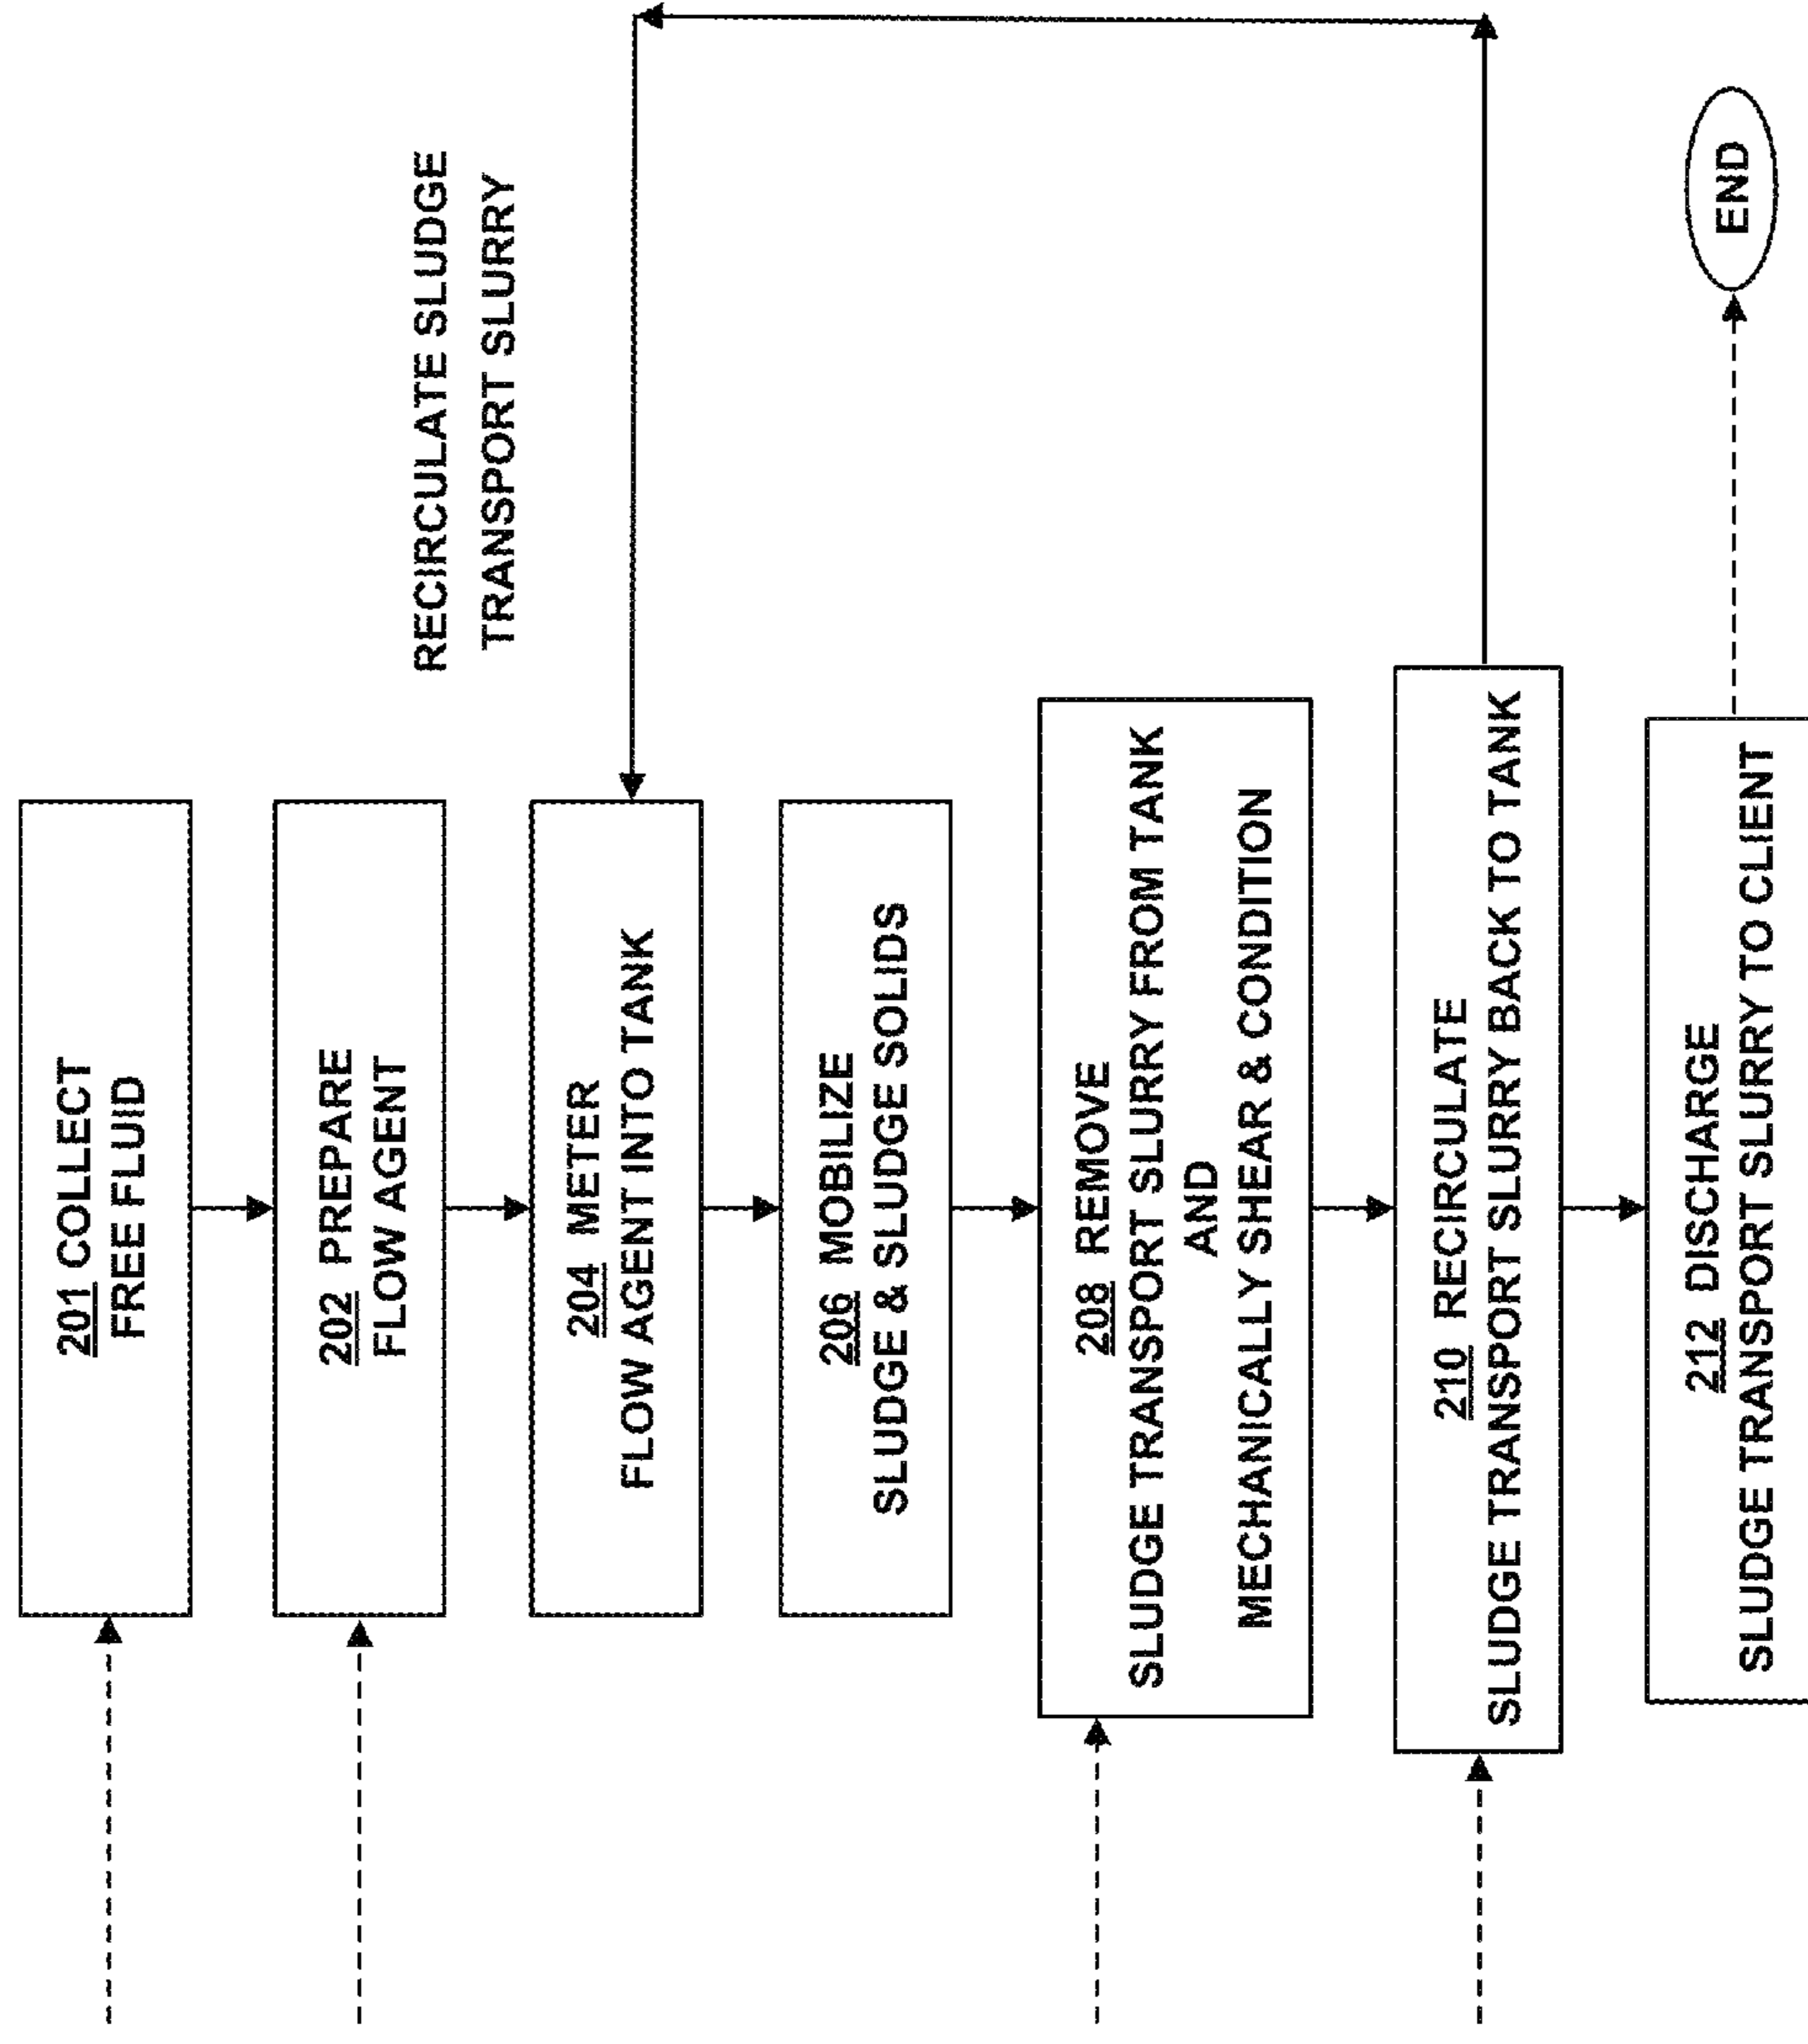 201 COLLECT
FREE FLUID
202 PREPARE
FLOW AGENT
RECIRCULATE SLUDGE
TRANSPORT SLURRY
204 METER
FLOW AGENT INTO TANK
206 MOBILIZE
SLUDGE & SLUDGE SOLIDS
208 REMOVE
SLUDGE TRANSPORT SLURRY FROM TANK
AND
MECHANICALLY SHEAR & CONDITION
210 RECIRCULATE
SLUDGE TRANSPORT SLURRY BACK TO TANK
212 DISCHARGE
SLUDGE TRANSPORT SLURRY TO CLIENT
END